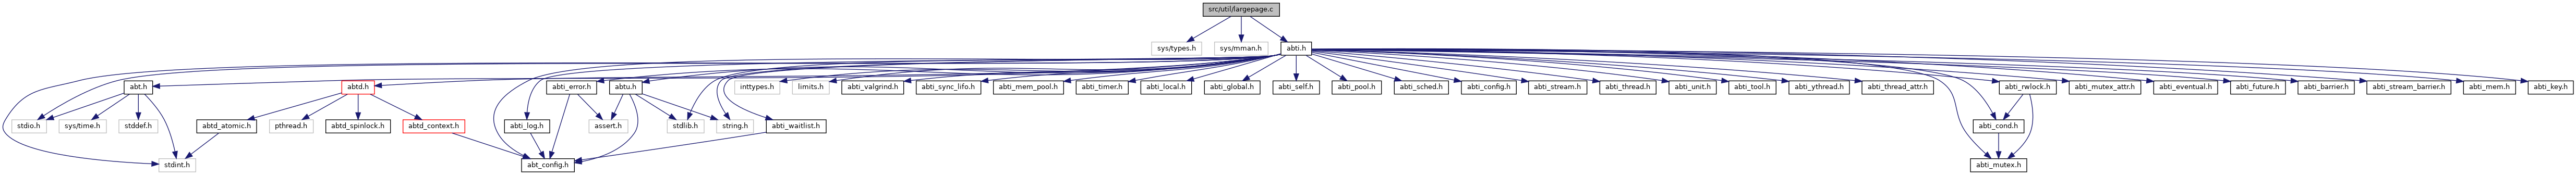 src/util/largepage.c
sys/types.h
sys/mman.h
abti.h
abt.h
abtd.h
abti_error.h
abtu.h
inttypes.h
limits.h
abti_valgrind.h
abti_sync_lifo.h
abti_mem_pool.h
abti_timer.h
abti_local.h
abti_global.h
abti_self.h
abti_pool.h
abti_sched.h
abti_config.h
abti_stream.h
abti_thread.h
abti_unit.h
abti_tool.h
abti_ythread.h
abti_thread_attr.h
abti_rwlock.h
abti_mutex_attr.h
abti_eventual.h
abti_future.h
abti_barrier.h
abti_stream_barrier.h
abti_mem.h
abti_key.h
stdio.h
sys/time.h
stddef.h
abtd_atomic.h
pthread.h
abtd_spinlock.h
abtd_context.h
abti_log.h
assert.h
stdlib.h
string.h
abti_waitlist.h
abti_cond.h
stdint.h
abt_config.h
abti_mutex.h